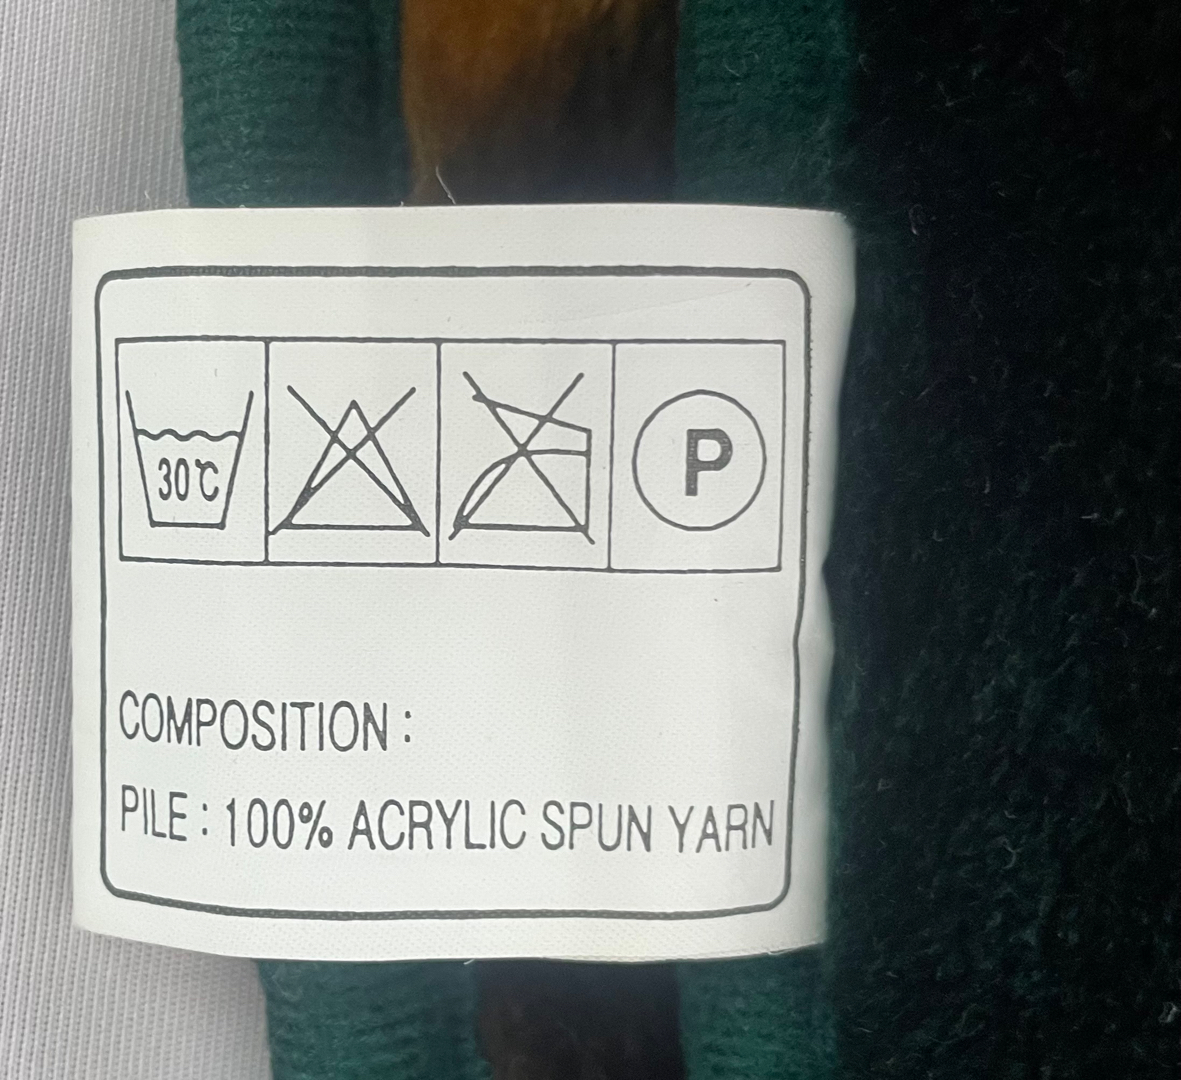 30℃
P
COMPOSITION :
PILE : 100% ACRYLIC SPUN YARN